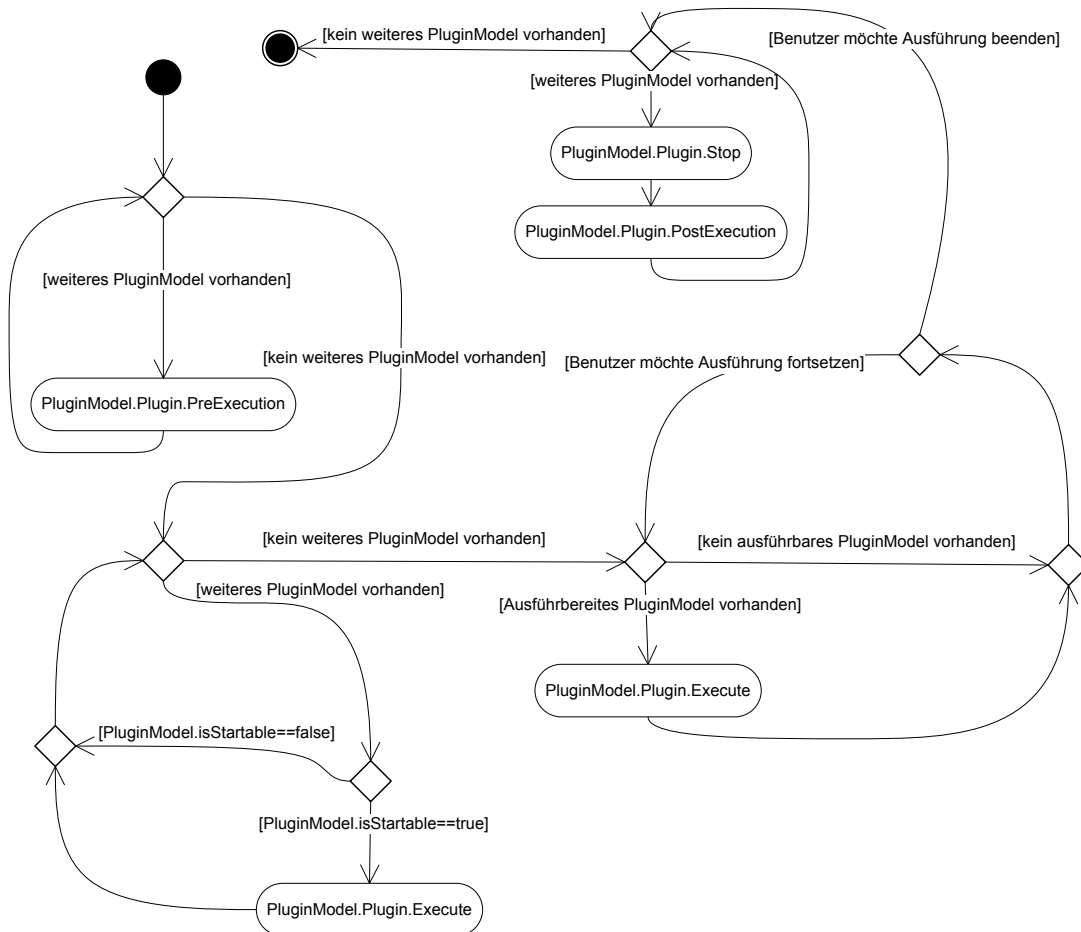 [kein weiteres PluginModel vorhanden]
[Benutzer möchte Ausführung beenden]
[weiteres PluginModel vorhanden]
PluginModel.Plugin.Stop
PluginModel.Plugin.PostExecution
[weiteres PluginModel vorhanden]
[kein weiteres PluginModel vorhanden]
[Benutzer möchte Ausführung fortsetzen]
PluginModel.Plugin.PreExecution
[kein weiteres PluginModel vorhanden]
[kein ausführbares PluginModel vorhanden]
[weiteres PluginModel vorhanden]
[Ausführbereites PluginModel vorhanden]
PluginModel.Plugin.Execute
[PluginModel.isStartable==false]
[PluginModel.isStartable==true]
PluginModel.Plugin.Execute